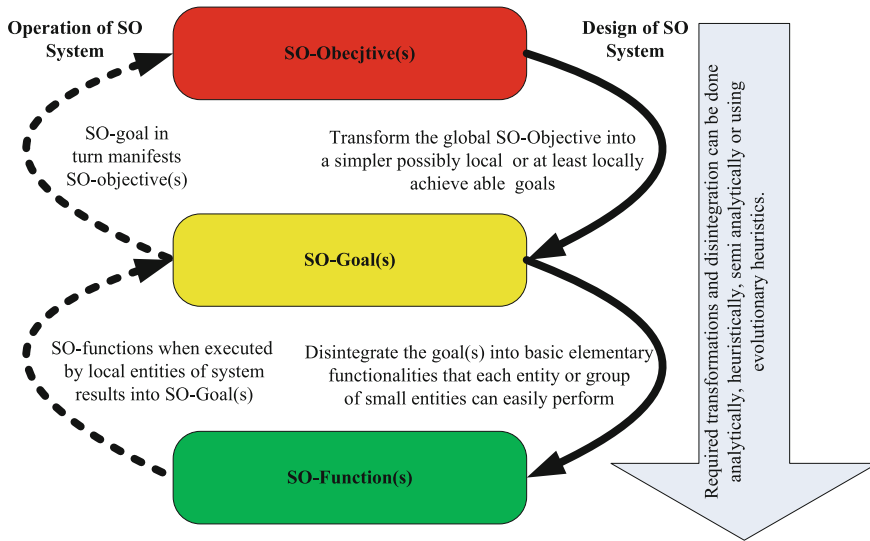 Operation of SO
System
SO-Obecjtive(s)
Design of SO
System
SO-goal in
turn manifests
SO-objective(s)
Transform the global SO-Objective into
a simpler possibly local or at least locally
achieve able goals
SO-Goal(s)
SO-functions when executed
by local entities of system
results into SO-Goal(s)
Disintegrate the goal(s) into basic elementary
functionalities that each entity or group
of small entities can easily perform
SO-Function(s)
Required transformations and disintegration can be done
analytically, heuristically, semi analytically or using
evolutionary heuristics.